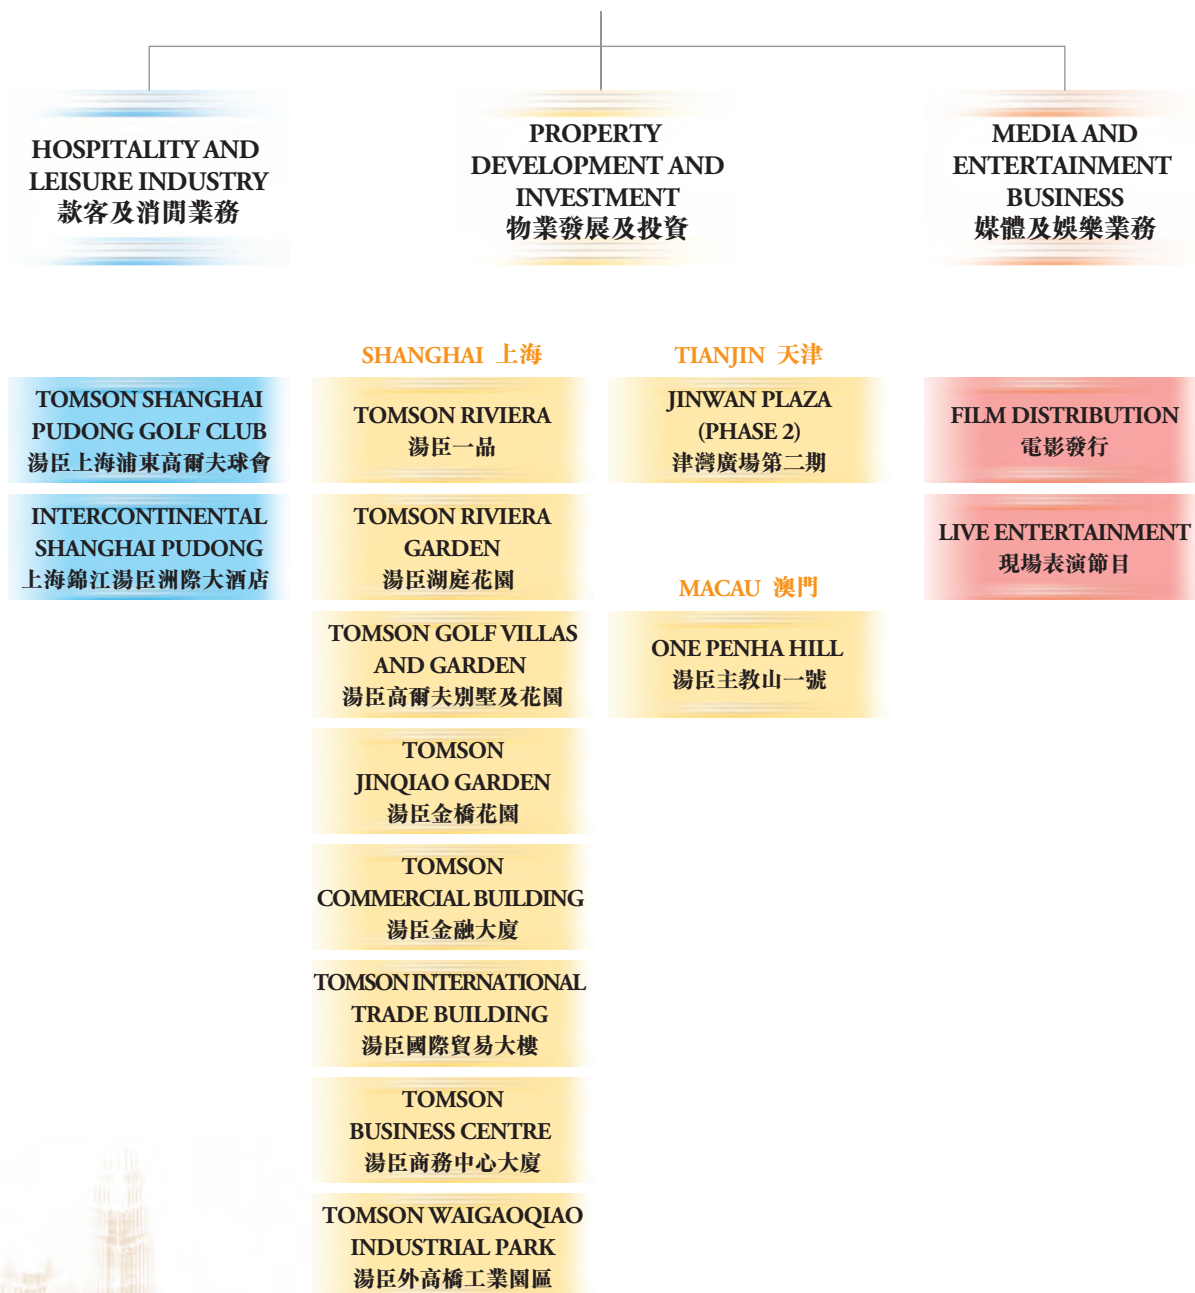 HOSPITALITY AND
LEISURE INDUSTRY
款客及消閒業務
PROPERTY
DEVELOPMENT AND
INVESTMENT
物業發展及投資
MEDIA AND
ENTERTAINMENT
BUSINESS
媒體及娛樂業務
TOMSON SHANGHAI
PUDONG GOLF CLUB
湯臣上海浦東高爾夫球會
INTERCONTINENTAL
SHANGHAI PUDONG
上海錦江湯臣洲際大酒店
SHANGHAI 上海
TOMSON RIVIERA
湯臣一品
TOMSON RIVIERA
GARDEN
湯臣湖庭花園
TOMSON GOLF VILLAS
AND GARDEN
湯臣高爾夫別墅及花園
TOMSON
JINQIAO GARDEN
湯臣金橋花園
TOMSON
COMMERCIAL BUILDING
湯臣金融大廈
TOMSON INTERNATIONAL
TRADE BUILDING
湯臣國際貿易大樓
TOMSON
BUSINESS CENTRE
湯臣商務中心大廈
TOMSON WAIGAOQIAO
INDUSTRIAL PARK
湯臣外高橋工業園區
TIANJIN 天津
JINWAN PLAZA
(PHASE 2)
津灣廣場第二期
MACAU 澳門
ONE PENHA HILL
湯臣主教山一號
FILM DISTRIBUTION
電影發行
LIVE ENTERTAINMENT
現場表演節目